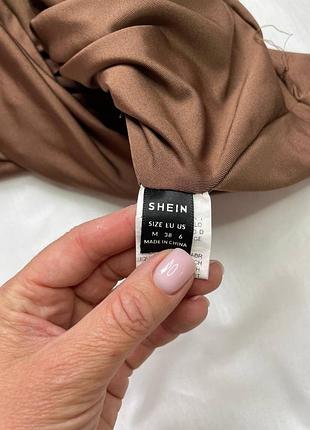 SHEIN
SIZE EU US
M 38 6
MADE IN CHINA